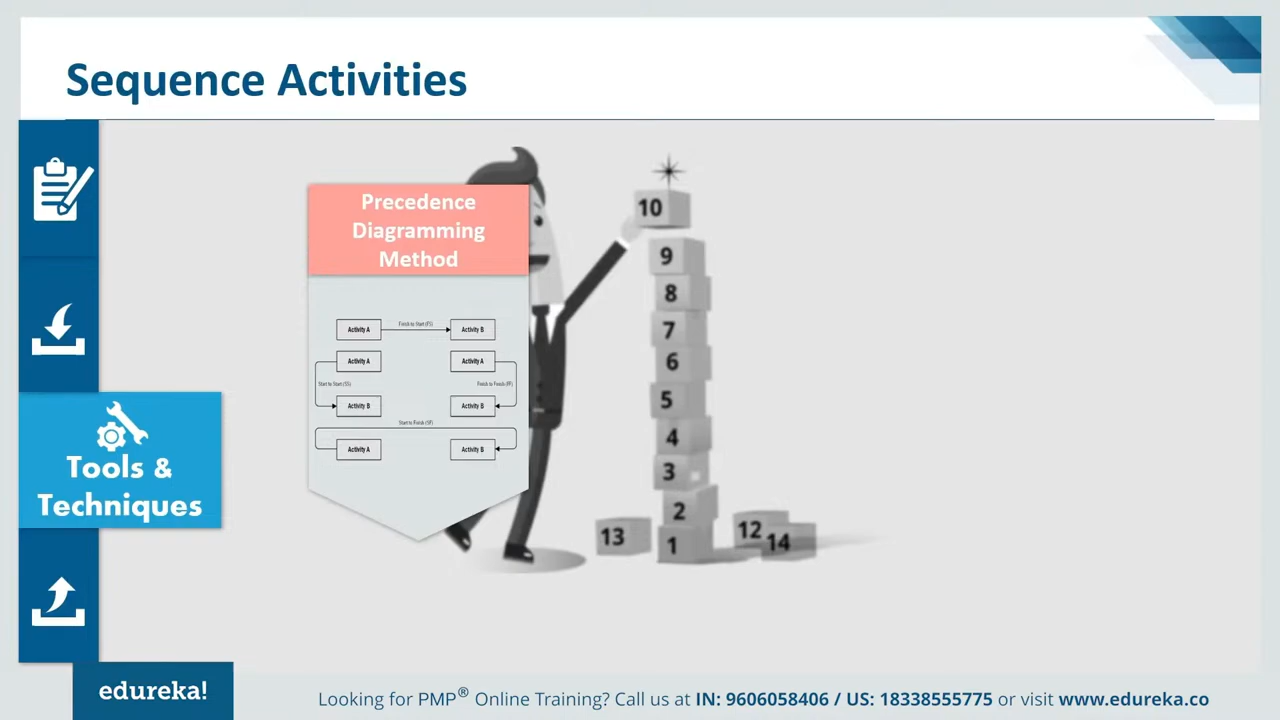 Sequence Activities
Precedence
Diagramming
Method
Activity A
Finish to Start (FS)
Activity B
Activity A
Activity A
Start to Start (SS)
Finish to Finish (FF)
Activity B
Activity B
Start to Finish (SF)
Activity A
Activity B
10
9
8
7
6
5
4
3
2
1
13
12
14
Tools &
Techniques
edureka!
Looking for PMP® Online Training? Call us at IN: 9606058406 / US: 18338555775 or visit www.edureka.co